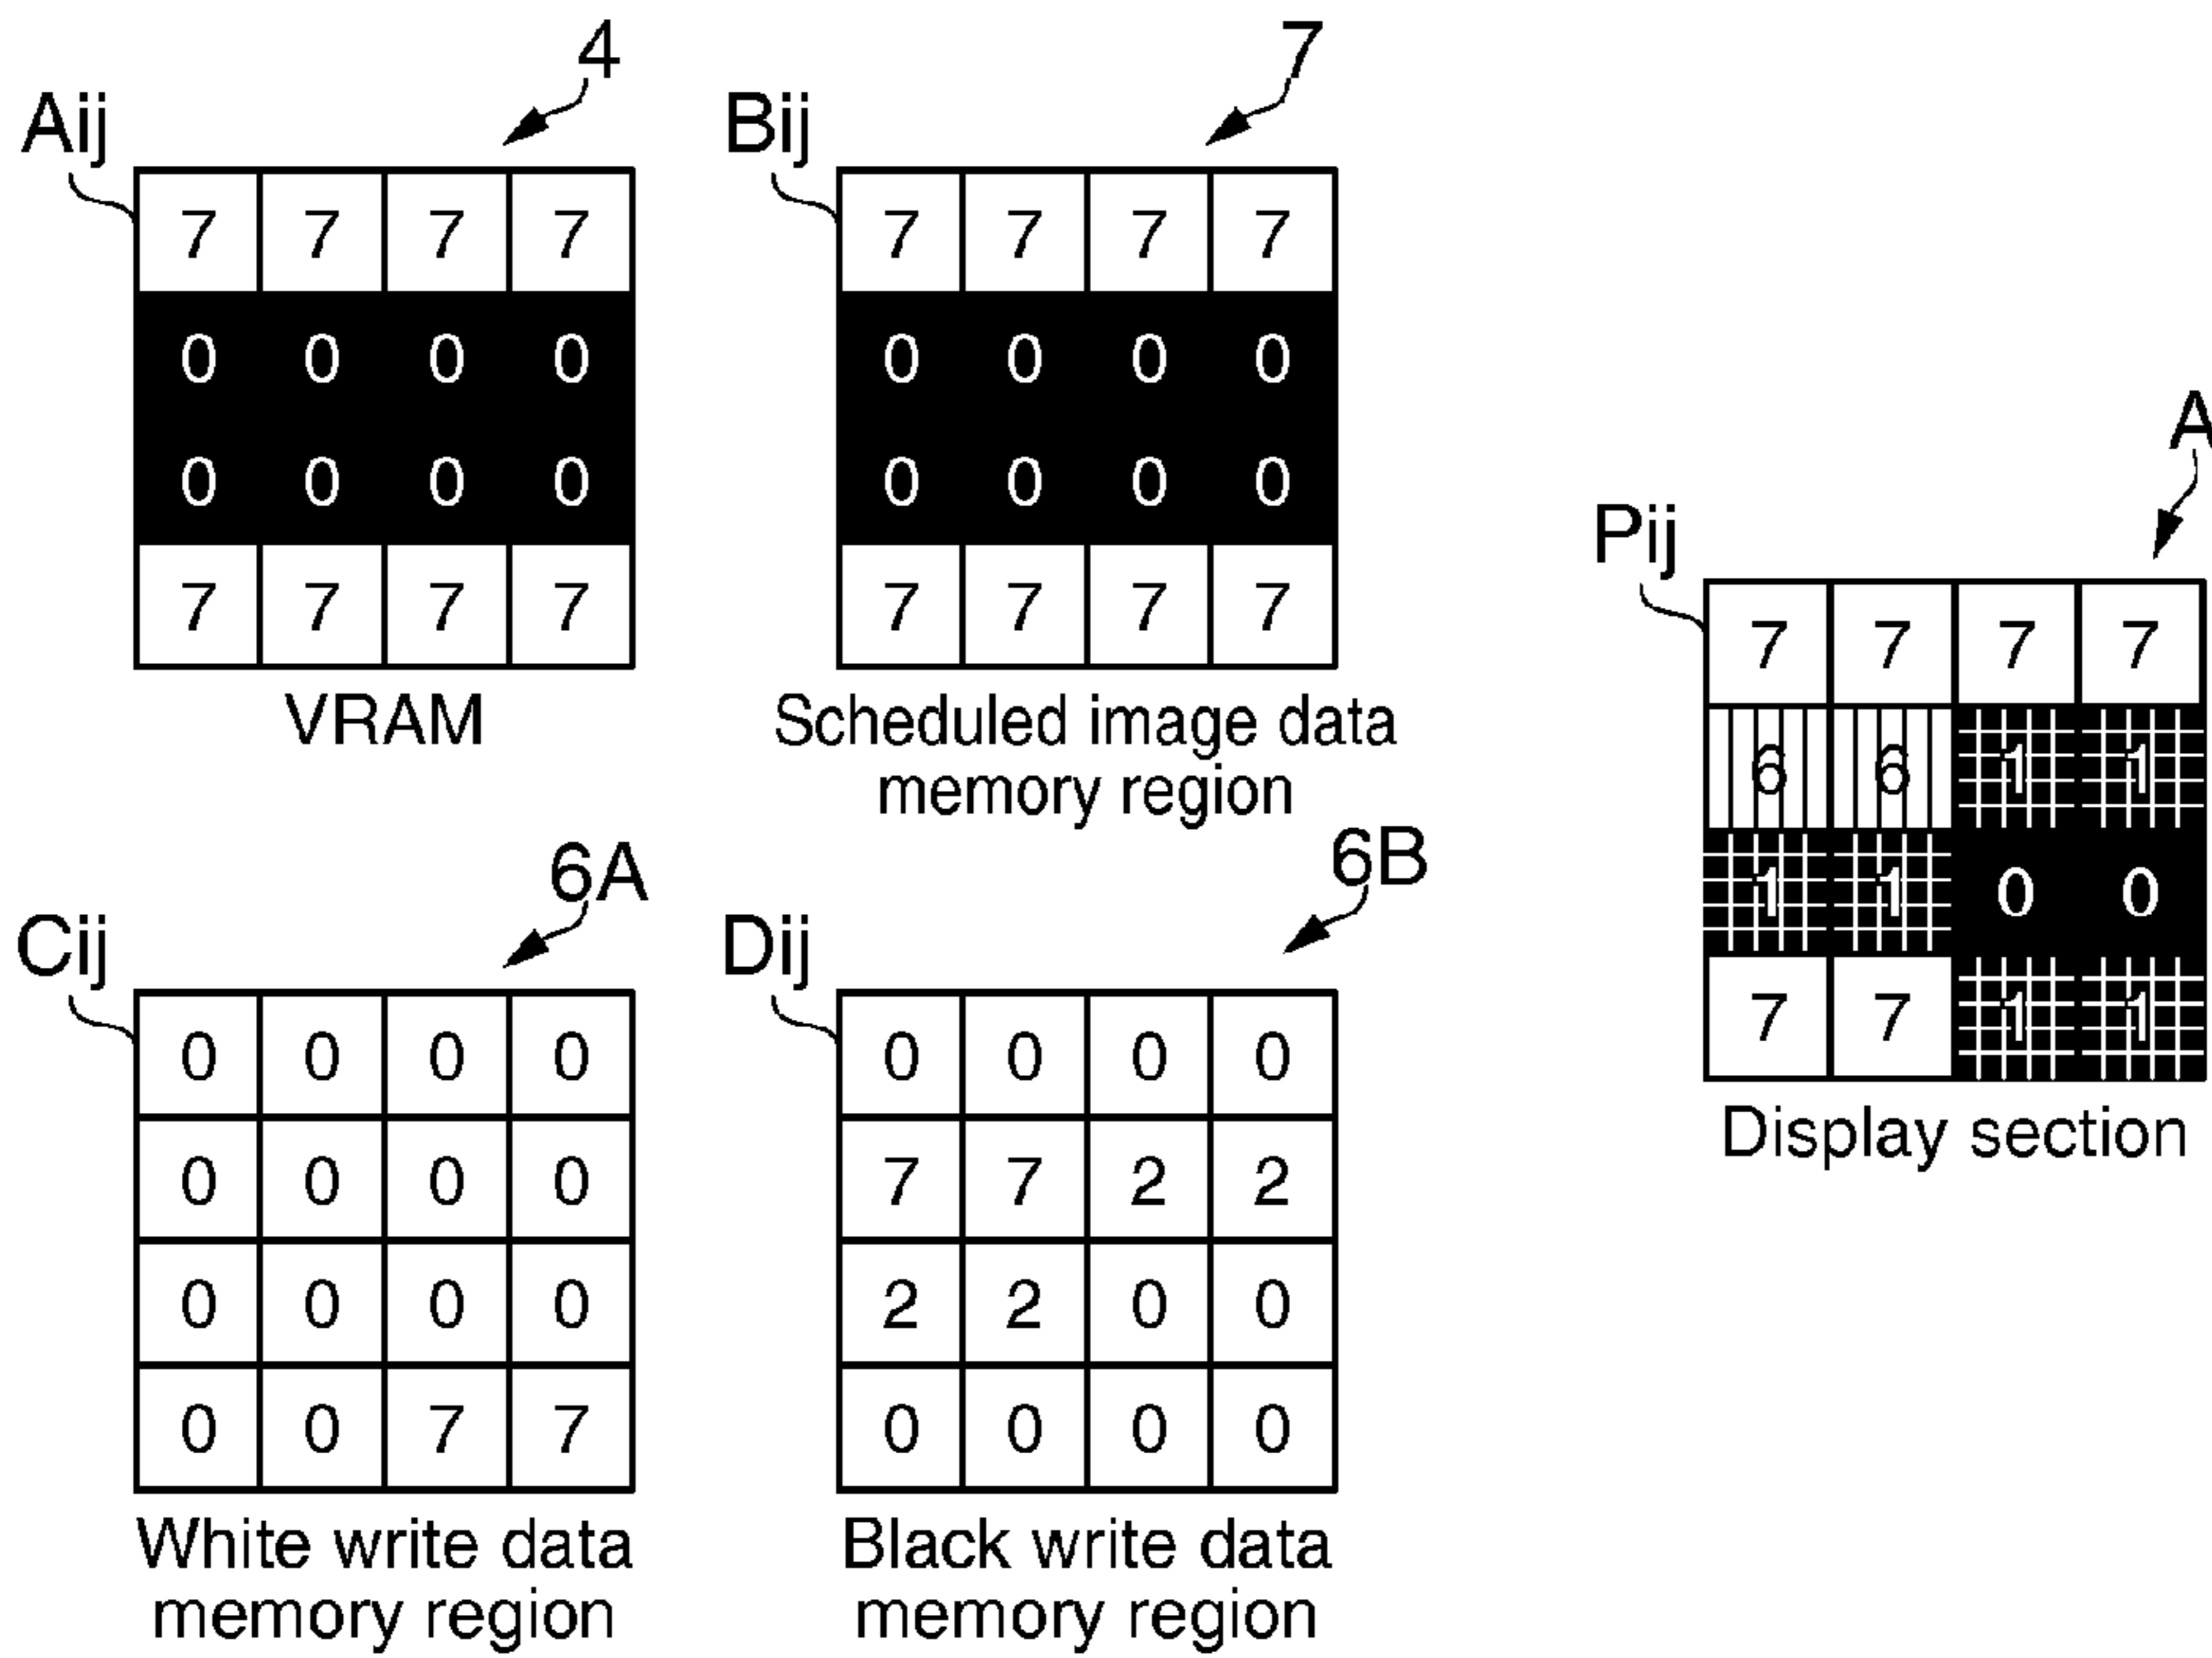 4
Aij
7 7 7 7
0 0 0 0
0 0 0 0
7 7 7 7
VRAM
7
Bij
7 7 7 7
0 0 0 0
0 0 0 0
7 7 7 7
Scheduled image data
memory region
6A
Cij
0 0 0 0
0 0 0 0
0 0 0 0
0 0 7 7
White write data
memory region
6B
Dij
0 0 0 0
7 7 2 2
2 2 0 0
0 0 0 0
Black write data
memory region
A
Pij
7 7 7 7
6 6 1 1
1 1 0 0
7 7 1 1
Display section